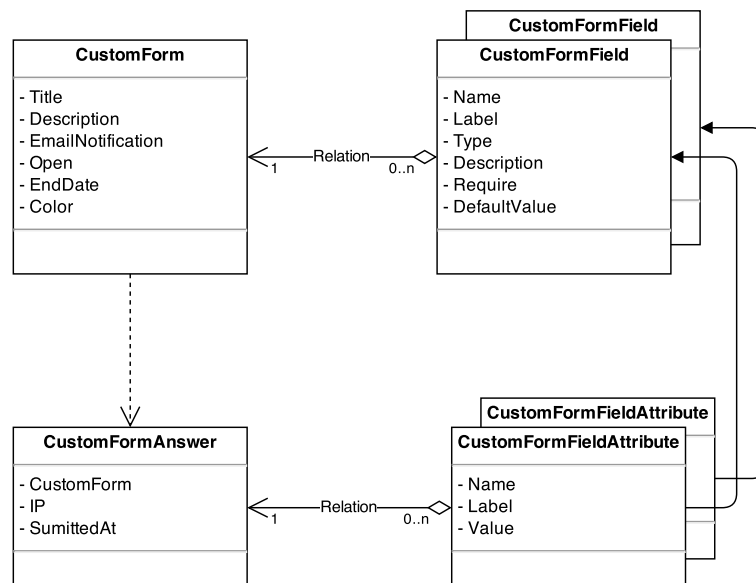 CustomFormField
CustomForm
- Title
- Description
- EmailNotification
- Open
- EndDate
- Color
CustomFormField
- Name
- Label
- Type
- Description
- Require
- DefaultValue
Relation
1
0..n
CustomFormFieldAttribute
CustomFormAnswer
- CustomForm
- IP
- SumittedAt
CustomFormFieldAttribute
- Name
- Label
- Value
Relation
1
0..n